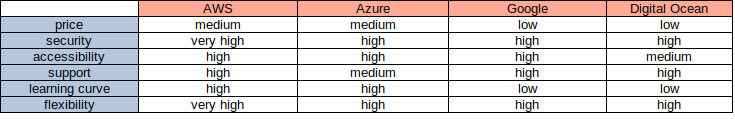 AWS Azure Google Digital Ocean
price medium medium low low
security very high high high high
accessibility high high high medium
support high medium high high
learning curve high high low low
flexibility very high high high high